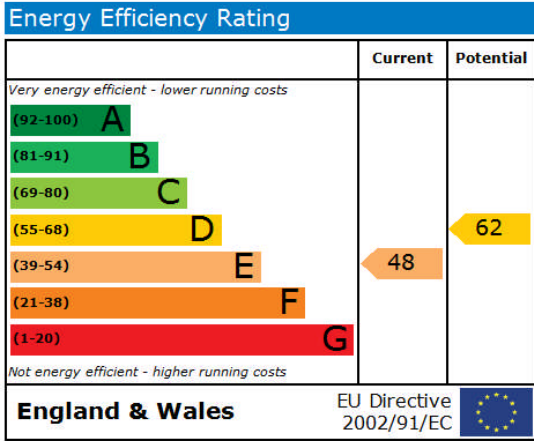 Energy Efficiency Rating
Current Potential
Very energy efficient - lower running costs
(92-100) A
(81-91) B
(69-80) C
(55-68) D
62
(39-54) E
48
(21-38) F
(1-20) G
Not energy efficient - higher running costs
England & Wales
EU Directive
2002/91/EC